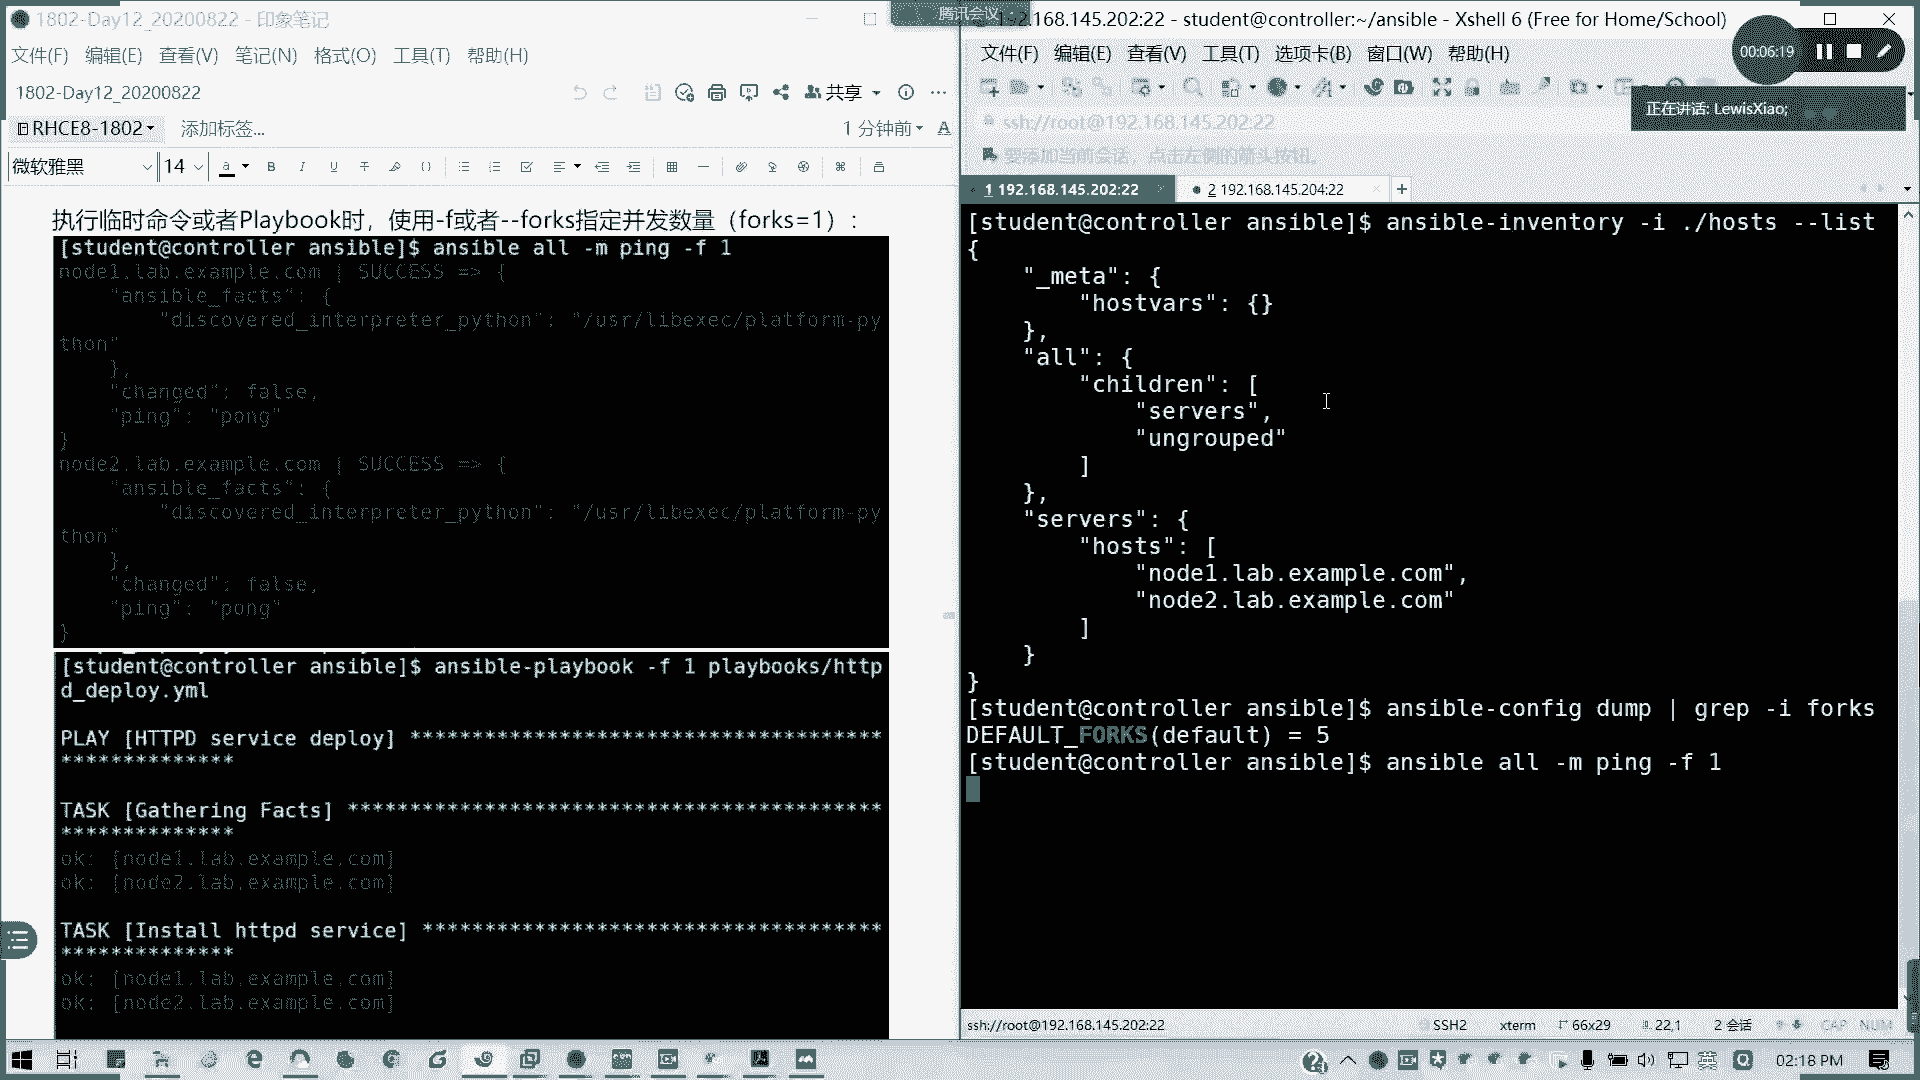 1802-Day12_20200822 - 印象笔记
文件(F) 编辑(E) 查看(V) 笔记(N) 格式(O) 工具(T) 帮助(H)
1802-Day12_20200822
共享
RHCE8-1802
添加标签...
1 分钟前
微软雅黑
14
执行临时命令或者Playbook时，使用-f或者--forks指定并发数量（forks=1）：
[student@controller ansible]$ ansible all -m ping -f 1
node1.lab.example.com | SUCCESS => {
    "ansible_facts": {
        "discovered_interpreter_python": "/usr/libexec/platform-py
thon"
    },
    "changed": false,
    "ping": "pong"
}
node2.lab.example.com | SUCCESS => {
    "ansible_facts": {
        "discovered_interpreter_python": "/usr/libexec/platform-py
thon"
    },
    "changed": false,
    "ping": "pong"
}
[student@controller ansible]$ ansible-playbook -f 1 playbooks/http
d_deploy.yml
PLAY [HTTPD service deploy] **************************************
**************
TASK [Gathering Facts] *******************************************
**************
ok: [node1.lab.example.com]
ok: [node2.lab.example.com]
TASK [Install httpd service] *************************************
**************
ok: [node1.lab.example.com]
ok: [node2.lab.example.com]
腾讯会议
.168.145.202:22 - student@controller:~/ansible - Xshell 6 (Free for Home/School)
文件(F) 编辑(E) 查看(V) 工具(T) 选项卡(B) 窗口(W) 帮助(H)
00:06:19
正在讲话: LewisXiao;
ssh://root@192.168.145.202:22
要添加当前会话，点击左侧的箭头按钮。
1 192.168.145.202:22
2 192.168.145.204:22
[student@controller ansible]$ ansible-inventory -i ./hosts --list
{
    "_meta": {
        "hostvars": {}
    },
    "all": {
        "children": [
            "servers",
            "ungrouped"
        ]
    },
    "servers": {
        "hosts": [
            "node1.lab.example.com",
            "node2.lab.example.com"
        ]
    }
}
[student@controller ansible]$ ansible-config dump | grep -i forks
DEFAULT_FORKS(default) = 5
[student@controller ansible]$ ansible all -m ping -f 1
ssh://root@192.168.145.202:22
SSH2
xterm
66x29
22,1
2 会话
CAP NUM
英
02:18 PM